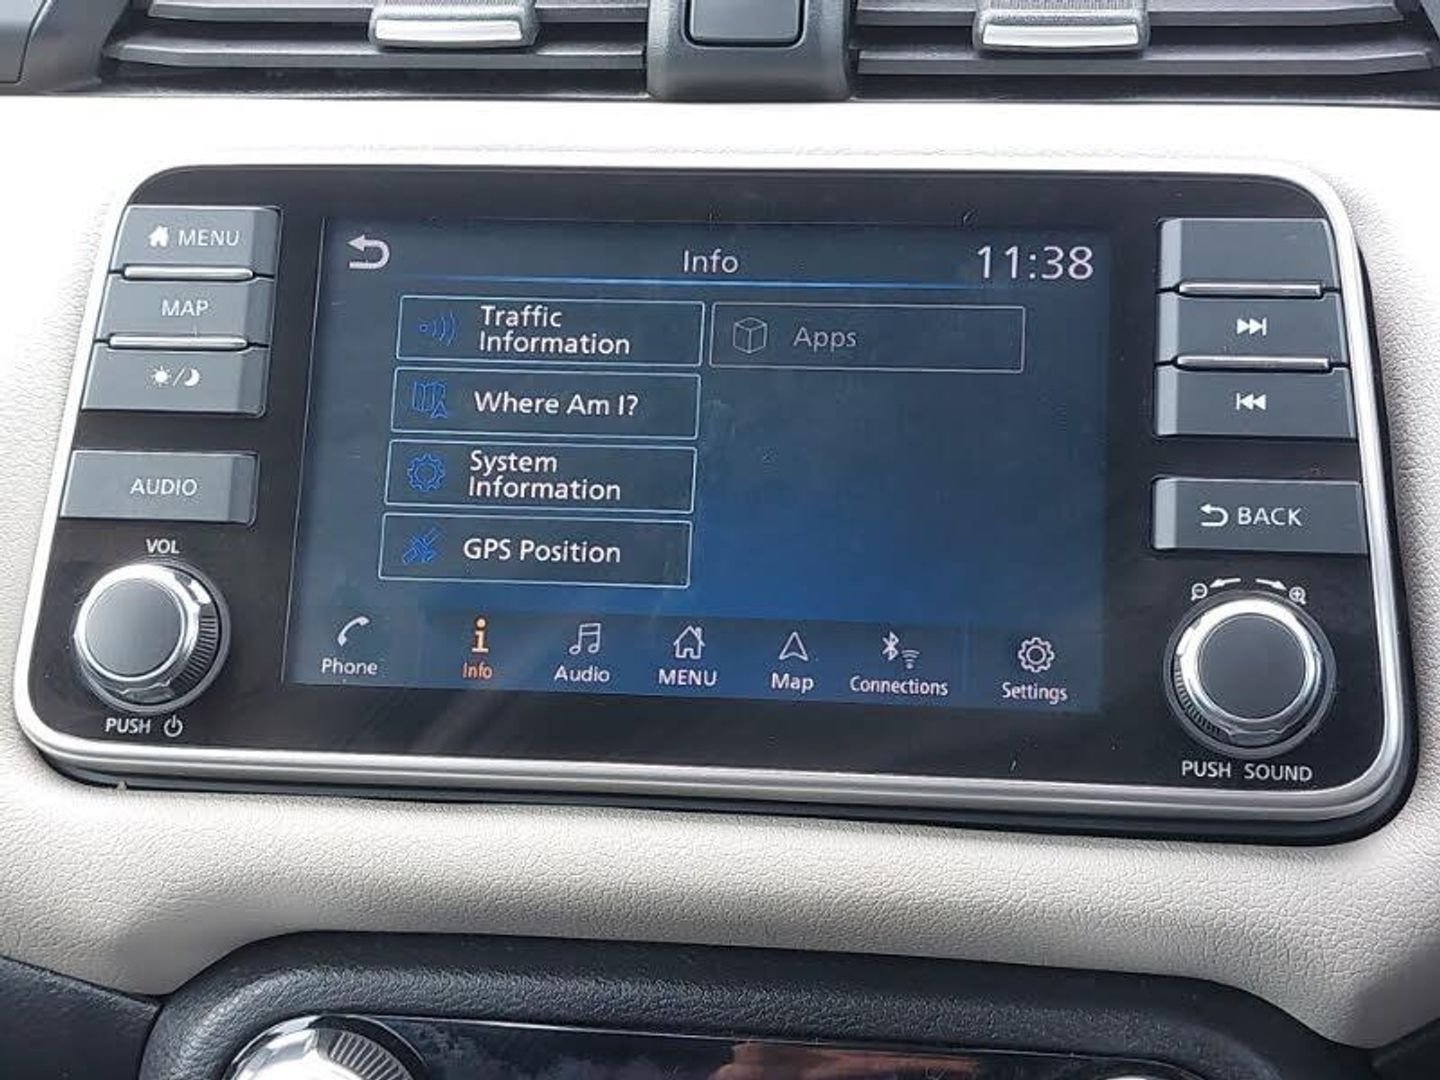 MENU
MAP
AUDIO
VOL
PUSH
Info
11:38
Traffic
Information
Apps
Where Am I?
System
Information
GPS Position
Phone
Info
Audio
MENU
Map
Connections
Settings
BACK
PUSH SOUND